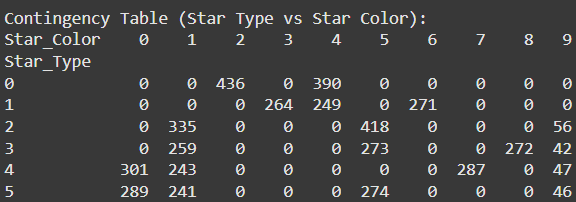 Contingency Table (Star Type vs Star Color):
Star_Color 0 1 2 3 4 5 6 7 8 9
Star_Type
0 0 0 436 0 390 0 0 0 0 0
1 0 0 0 264 249 0 271 0 0 0
2 0 335 0 0 0 418 0 0 0 56
3 0 259 0 0 0 273 0 0 272 42
4 301 243 0 0 0 0 0 287 0 47
5 289 241 0 0 0 274 0 0 0 46